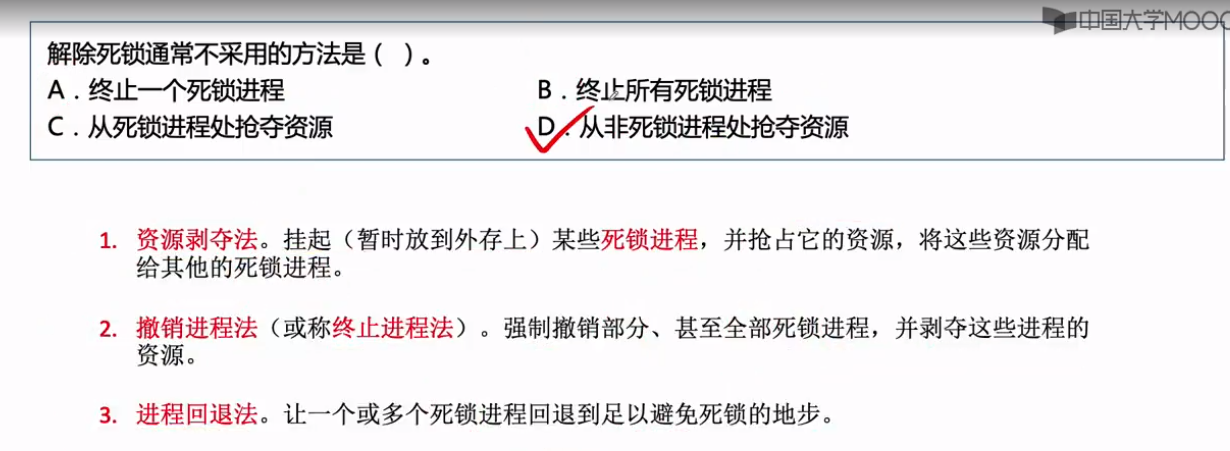 中国大学MOOC
解除死锁通常不采用的方法是（ ）。
A．终止一个死锁进程 B．终止所有死锁进程
C．从死锁进程处抢夺资源 D．从非死锁进程处抢夺资源
1. 资源剥夺法。挂起（暂时放到外存上）某些死锁进程，并抢占它的资源，将这些资源分配
给其他的死锁进程。
2. 撤销进程法（或称终止进程法）。强制撤销部分、甚至全部死锁进程，并剥夺这些进程的
资源。
3. 进程回退法。让一个或多个死锁进程回退到足以避免死锁的地步。